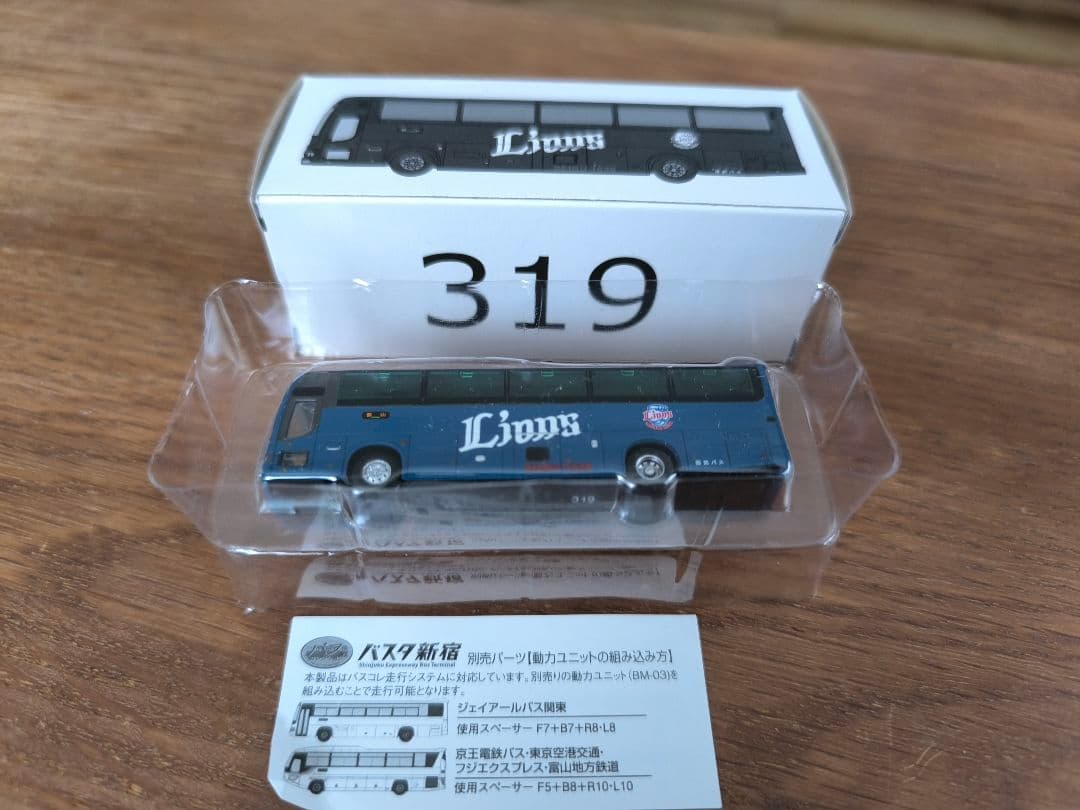 Lions
319
Lions
Lions
西武バス
319
バスタ新宿
Shinjuku Expressway Bus Terminal
別売パーツ【動力ユニットの組み込み方】
本製品はバスコレ走行システムに対応しています。別売りの動力ユニット(BM-03)を
組み込むことで走行可能となります。
ジェイアールバス関東
使用スペーサー F7+B7+R8・L8
京王電鉄バス・東京空港交通・
フジエクスプレス・富山地方鉄道
使用スペーサー F5+B8+R10・L10